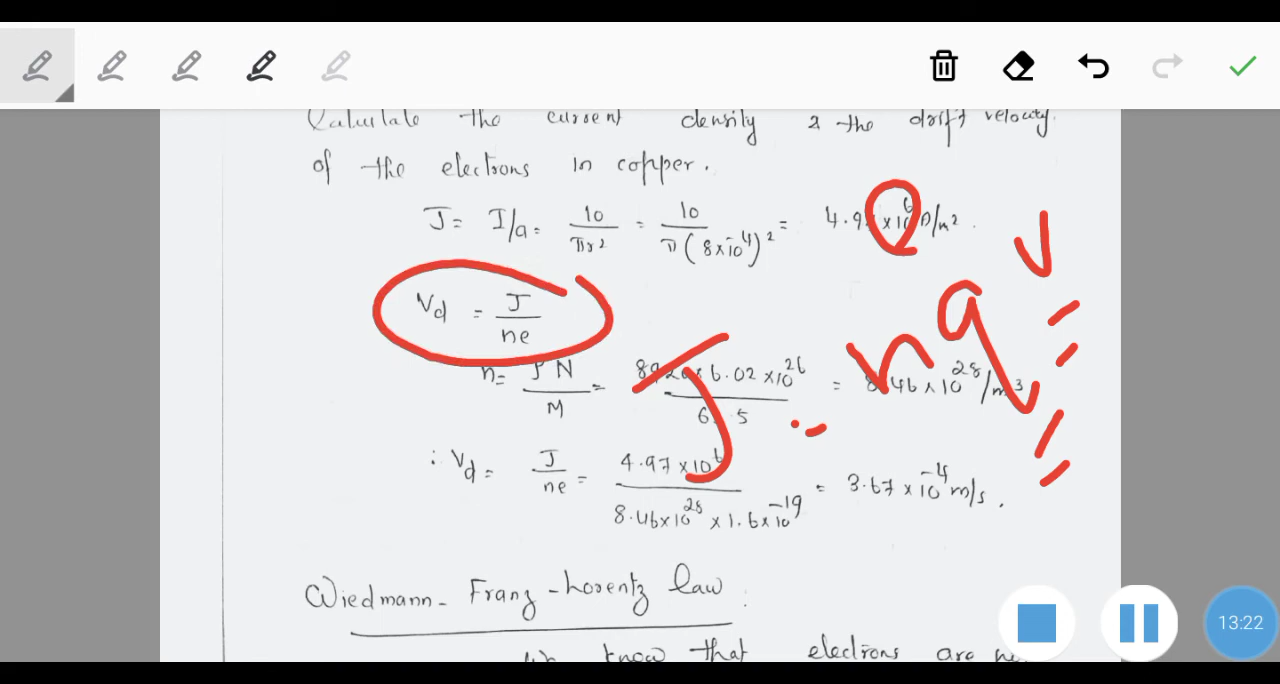 Calculate the current density & the drift velocity
of the electrons in copper.
J = I/a = 10 / πr² = 10 / π(8×10⁻⁴)² = 4.97×10⁶ A/m².
Vd = J / ne
n = ρN / M = 8920×6.02×10²⁶ / = 8.46×10²⁸/m³
J = nq
∴ Vd = J / ne = 4.97×10⁶ / 8.46×10²⁸ × 1.6×10⁻¹⁹ = 3.67×10⁻⁴ m/s.
Wiedmann-Franz-Lorentz law :
know that electrons are
13:22